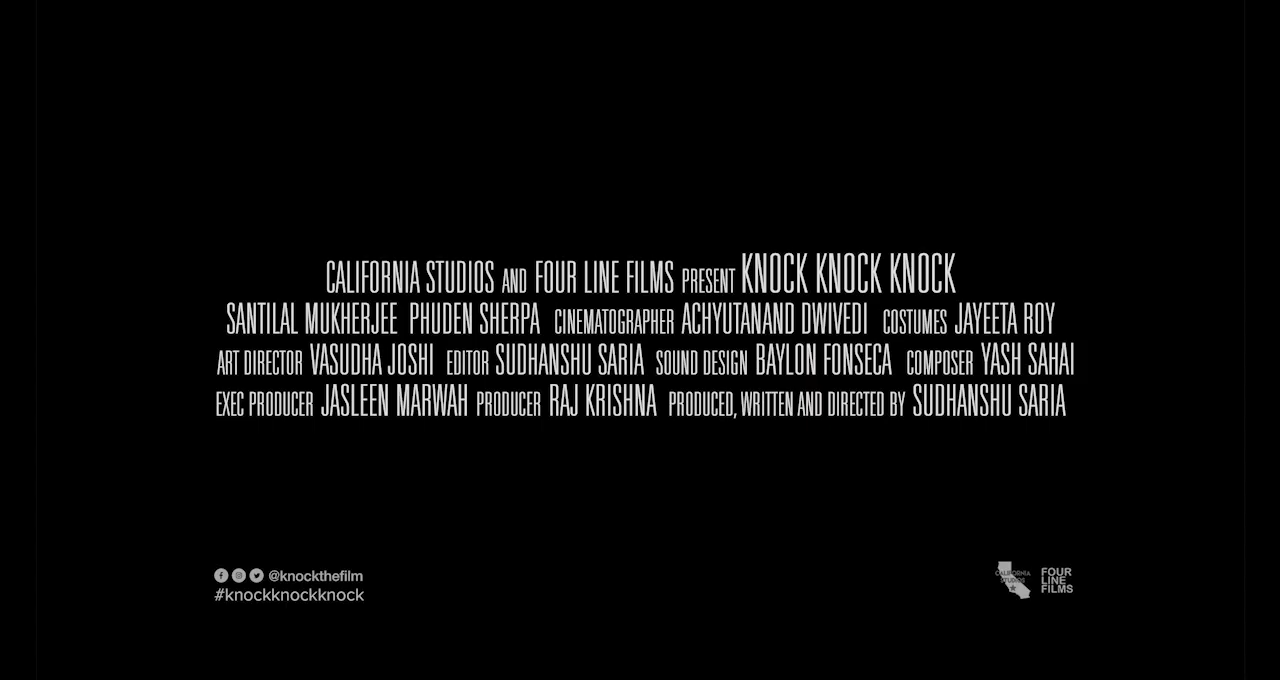 CALIFORNIA STUDIOS AND FOUR LINE FILMS PRESENT KNOCK KNOCK KNOCK
SANTILAL MUKHERJEE PHUDEN SHERPA CINEMATOGRAPHER ACHYUTANAND DWIVEDI COSTUMES JAYEETA ROY
ART DIRECTOR VASUDHA JOSHI EDITOR SUDHANSHU SARIA SOUND DESIGN BAYLON FONSECA COMPOSER YASH SAHAI
EXEC PRODUCER JASLEEN MARWAH PRODUCER RAJ KRISHNA PRODUCED, WRITTEN AND DIRECTED BY SUDHANSHU SARIA
@knockthefilm
#knockknockknock
CALIFORNIA
STUDIOS
FOUR
LINE
FILMS